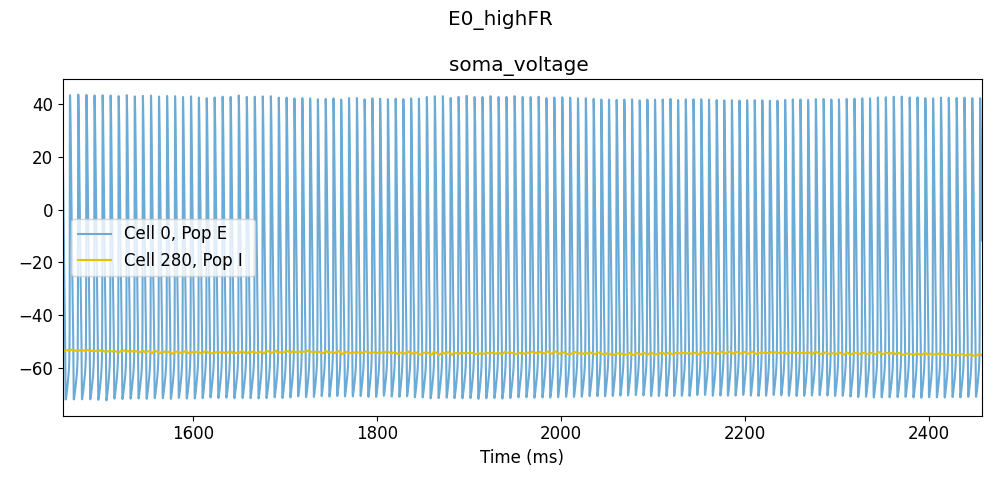 E0_highFR
soma_voltage
40
20
0
−20
−40
−60
Cell 0, Pop E
Cell 280, Pop I
1600 1800 2000 2200 2400
Time (ms)